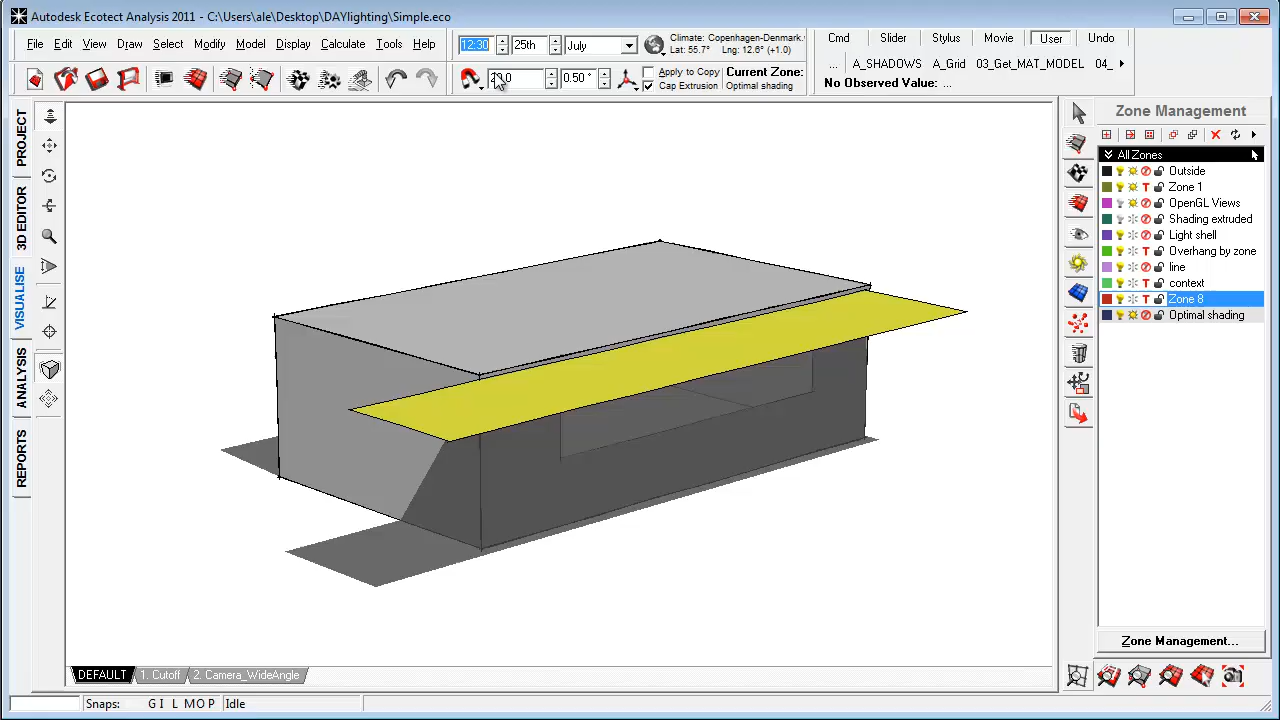 Autodesk Ecotect Analysis 2011 - C:\Users\ale\Desktop\DAYlighting\Simple.eco
File Edit View Draw Select Modify Model Display Calculate Tools Help
12:30 25th July
Climate: Copenhagen-Denmark.
Lat: 55.7° Lng: 12.6° (+1.0)
Cmd Slider Stylus Movie User Undo
... A_SHADOWS A_Grid 03_Get_MAT_MODEL 04_
0.50 °
Apply to Copy
Cap Extrusion
Current Zone:
Optimal shading
No Observed Value: ...
PROJECT
3D EDITOR
VISUALISE
ANALYSIS
REPORTS
Zone Management
All Zones
Outside
Zone 1
OpenGL Views
Shading extruded
Light shell
Overhang by zone
line
context
Zone 8
Optimal shading
Zone Management...
DEFAULT 1. Cutoff 2. Camera_WideAngle
Snaps: G I L M O P Idle